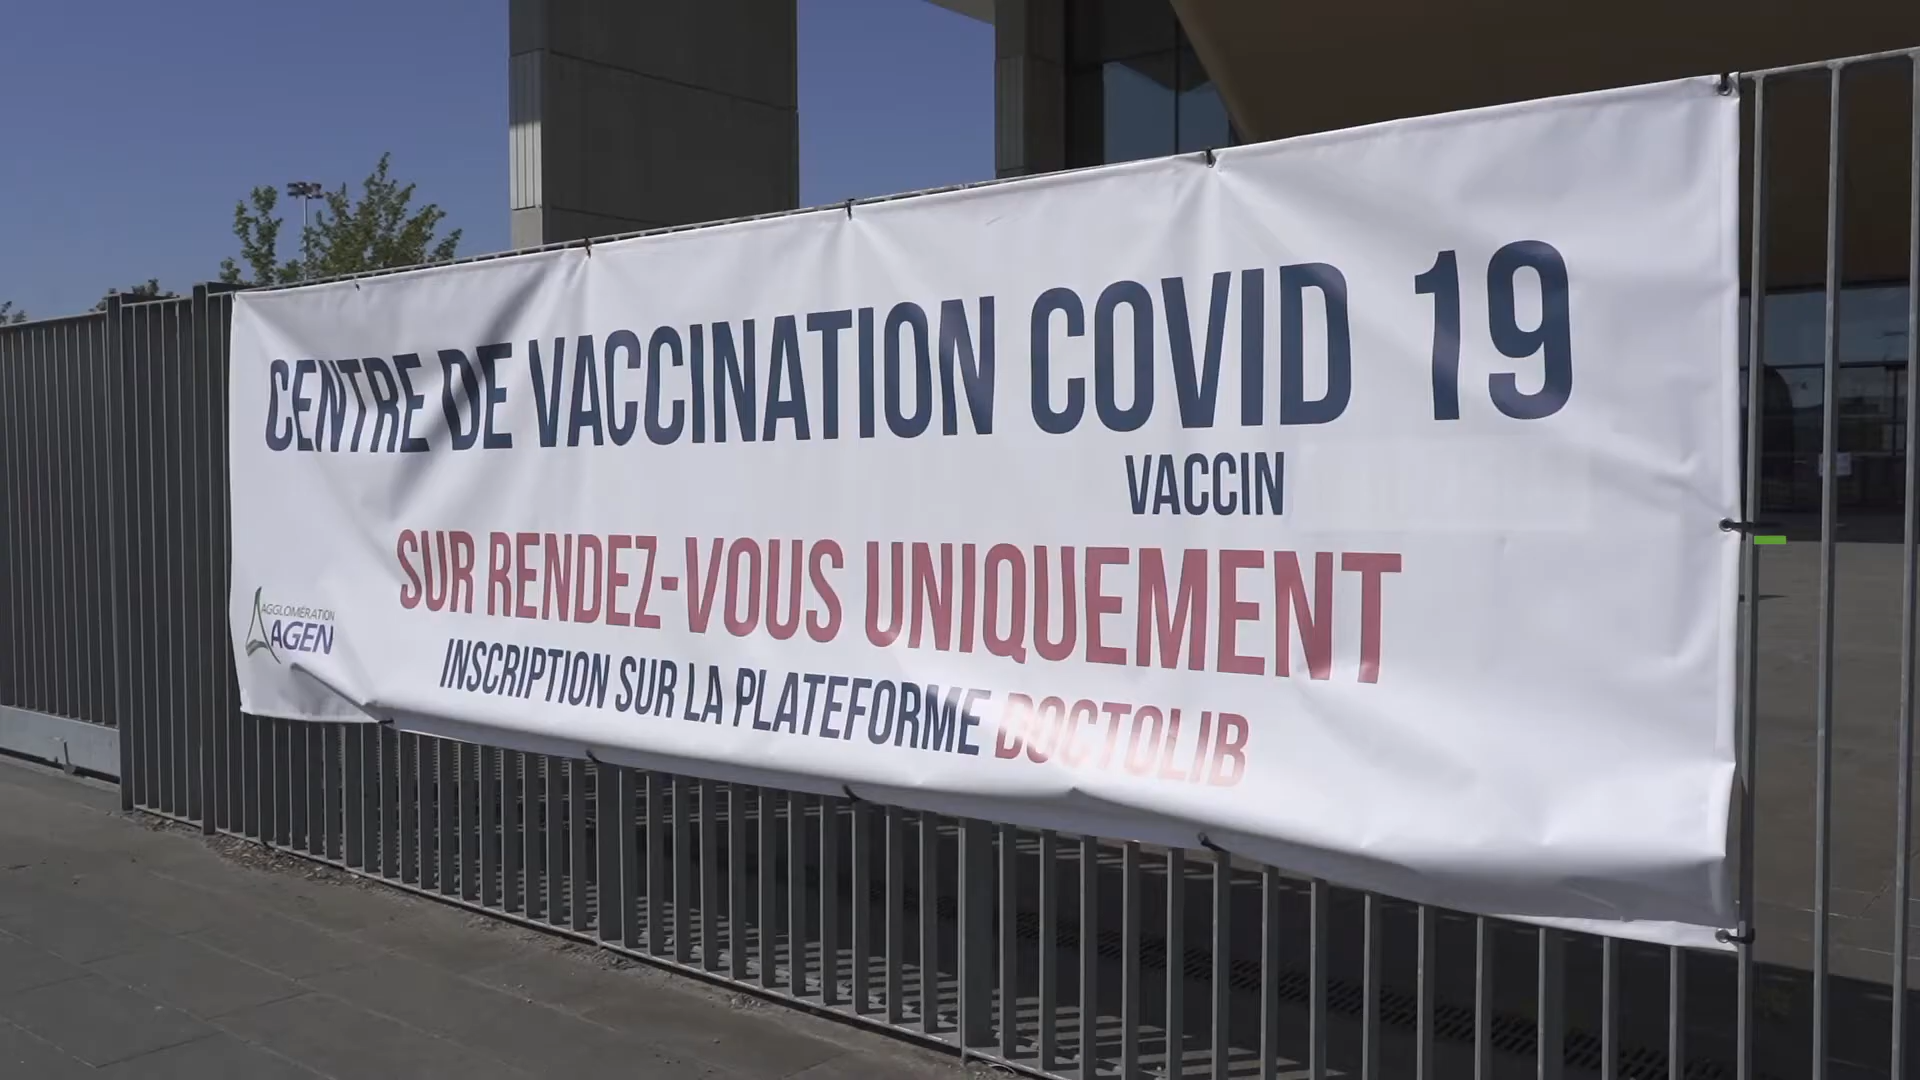 CENTRE DE VACCINATION COVID 19
VACCIN
SUR RENDEZ-VOUS UNIQUEMENT
INSCRIPTION SUR LA PLATEFORME DOCTOLIB
AGGLOMÉRATION
AGEN